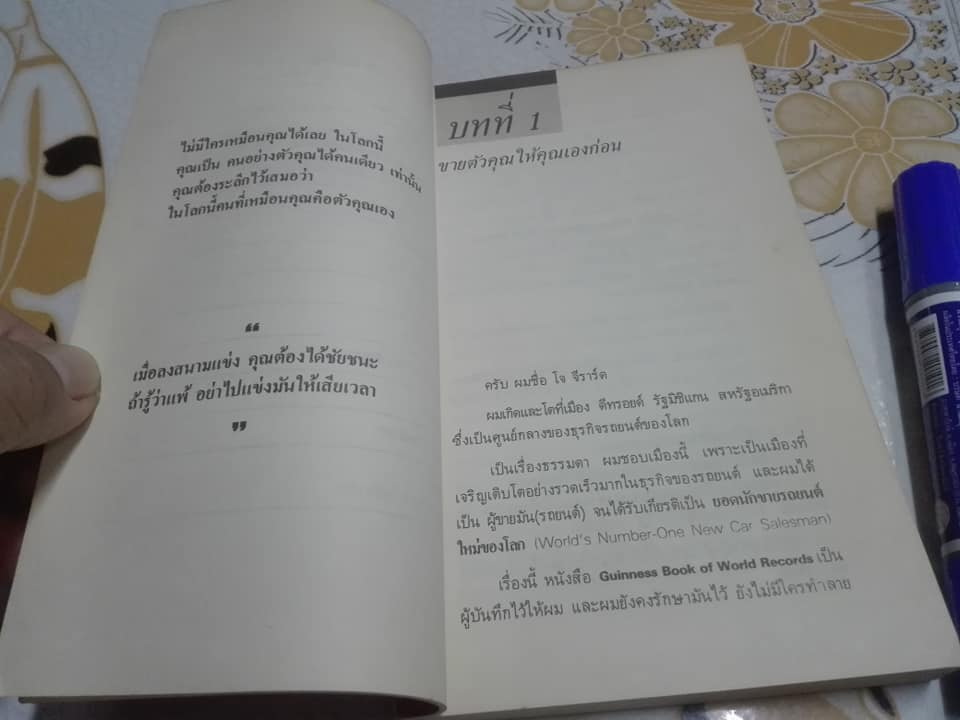 ไม่มีใครเหมือนคุณได้เลย ในโลกนี้
คุณเป็น คนอย่างตัวคุณได้คนเดียว เท่านั้น
คุณต้องระลึกไว้เสมอว่า
ในโลกนี้คนที่เหมือนคุณคือตัวคุณเอง
“
เมื่อลงสนามแข่ง คุณต้องได้ชัยชนะ
ถ้ารู้ว่าแพ้ อย่าไปแข่งมันให้เสียเวลา
”
บทที่ 1
ขายตัวคุณให้คุณเองก่อน
ครับ ผมชื่อ โจ จีราร์ด
ผมเกิดและโตที่เมือง ดีทรอยต์ รัฐมิชิแกน สหรัฐอเมริกา
ซึ่งเป็นศูนย์กลางของธุรกิจรถยนต์ของโลก
เป็นเรื่องธรรมดา ผมชอบเมืองนี้ เพราะเป็นเมืองที่
เจริญเติบโตอย่างรวดเร็วมากในธุรกิจของรถยนต์ และผมได้
เป็น ผู้ขายมัน(รถยนต์) จนได้รับเกียรติเป็น ยอดนักขายรถยนต์
ใหม่ของโลก (World's Number-One New Car Salesman)
เรื่องนี้ หนังสือ Guinness Book of World Records เป็น
ผู้บันทึกไว้ให้ผม และผมยังคงรักษามันไว้ ยังไม่มีใครทำลาย